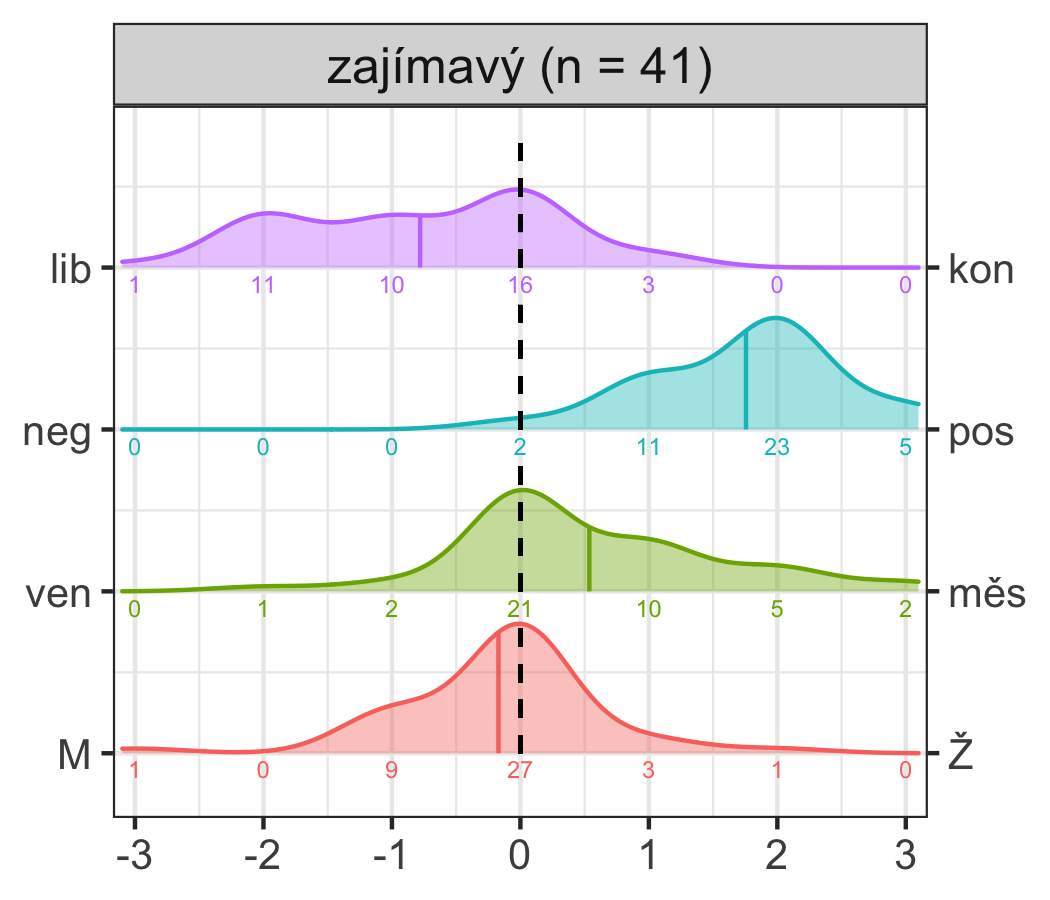 zajímavý (n = 41)
lib kon
1 11 10 16 3 0 0
neg pos
0 0 0 2 11 23 5
ven měs
0 1 2 21 10 5 2
M Ž
1 0 9 27 3 1 0
-3 -2 -1 0 1 2 3